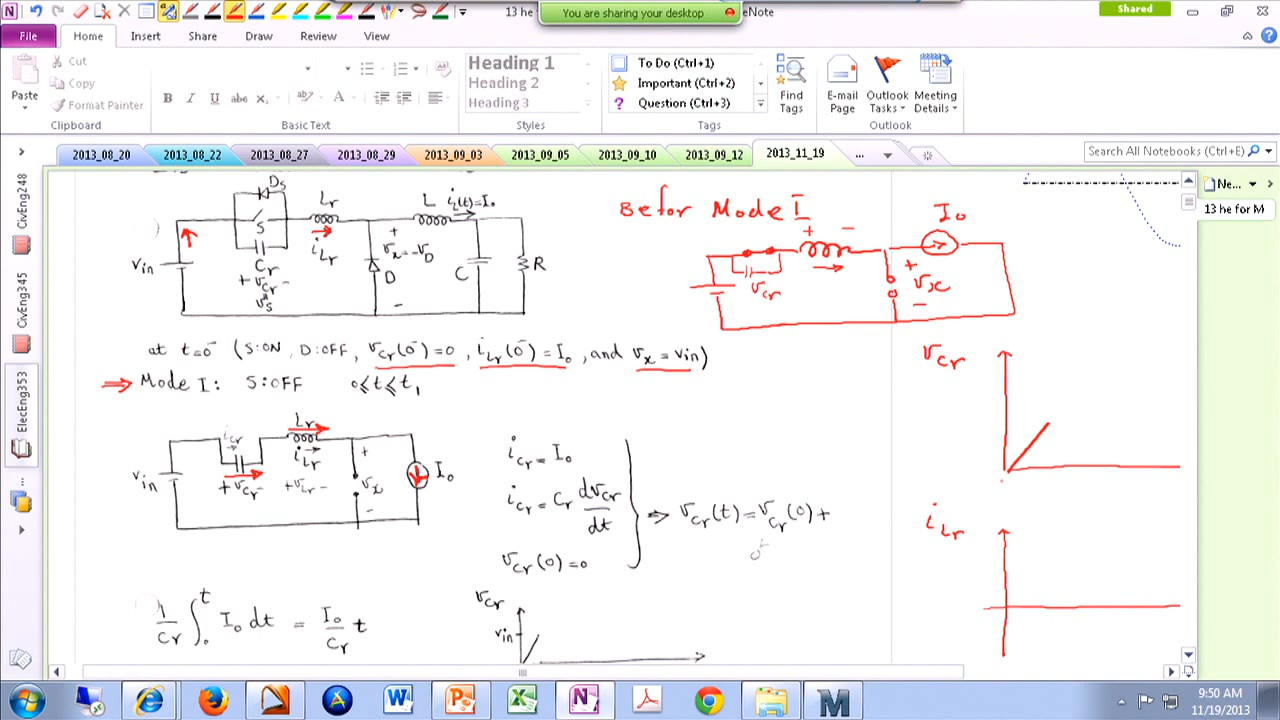 13 he
eNote
You are sharing your desktop
Shared
File
Home
Insert
Share
Draw
Review
View
Paste
Cut
Copy
Format Painter
Clipboard
B I U abc X, A
Basic Text
Heading 1
Heading 2
Heading 3
Styles
To Do (Ctrl+1)
Important (Ctrl+2)
Question (Ctrl+3)
Find Tags
Tags
E-mail Page
Outlook Tasks
Meeting Details
Outlook
2013_08_20
2013_08_22
2013_08_27
2013_08_29
2013_09_03
2013_09_05
2013_09_10
2013_09_12
2013_11_19
...
Search All Notebooks (Ctrl+E)
CivEng248
CivEng345
ElecEng353
Ne...
13 he for M
Ds
S
Cr
+ vcr -
vs
Lr
iLr
L
iL(t)=Io
Vin
+
vx=-vD
D
-
C
R
Befor Mode I
+ -
Io
vcr
+
vx
-
at t=0⁻ (S:ON, D:OFF, vcr(0⁻)=0, iLr(0⁻)=Io, and vx=vin)
⇒ Mode I: S:OFF 0≤t≤t1
icr
Lr
iLr
Vin
+vcr-
+vLr-
+
vx
-
Io
icr=Io
icr=Cr dvcr/dt
vcr(0)=0
⇒ vcr(t)=vcr(0)+
0
1/Cr ∫₀ᵗ Io dt = Io/Cr t
vcr
vin
vcr
iLr
9:50 AM
11/19/2013